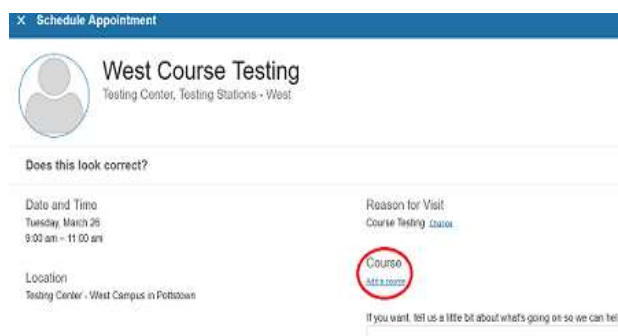 X Schedule Appointment
West Course Testing
Testing Center, Testing Stations - West
Does this look correct?
Date and Time
Tuesday, March 26
9:00 am – 11:00 am
Location
Testing Center - West Campus in Pottstown
Reason for Visit
Course Testing Change
Course
Add a course
If you want, tell us a little bit about what's going on so we can hel